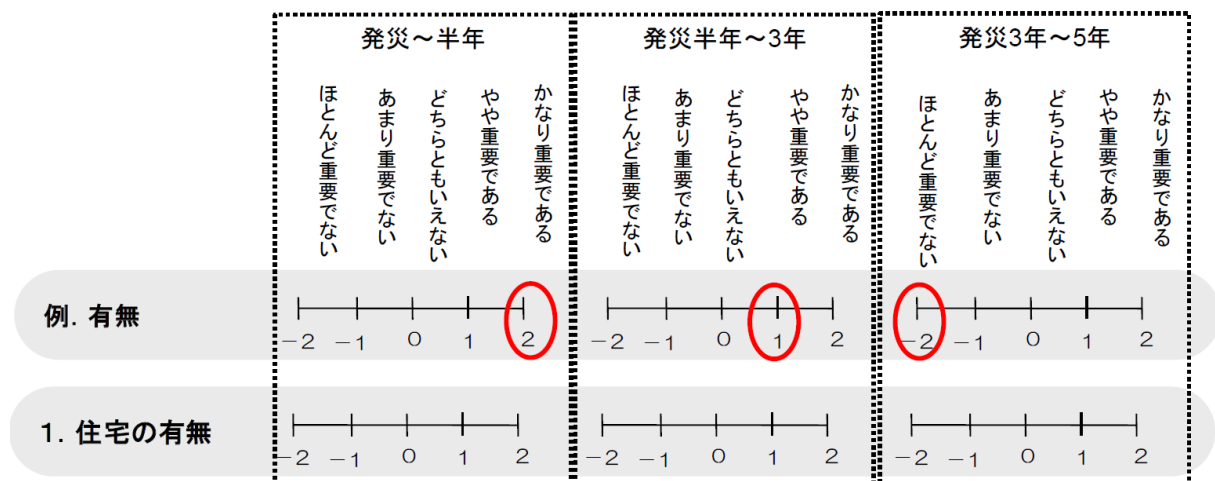 発災～半年
発災半年～3年
発災3年～5年
ほとんど重要でない
あまり重要でない
どちらともいえない
やや重要である
かなり重要である
ほとんど重要でない
あまり重要でない
どちらともいえない
やや重要である
かなり重要である
ほとんど重要でない
あまり重要でない
どちらともいえない
やや重要である
かなり重要である
例. 有無
－2 －1 0 1 2
－2 －1 0 1 2
－2 －1 0 1 2
1. 住宅の有無
－2 －1 0 1 2
－2 －1 0 1 2
－2 －1 0 1 2